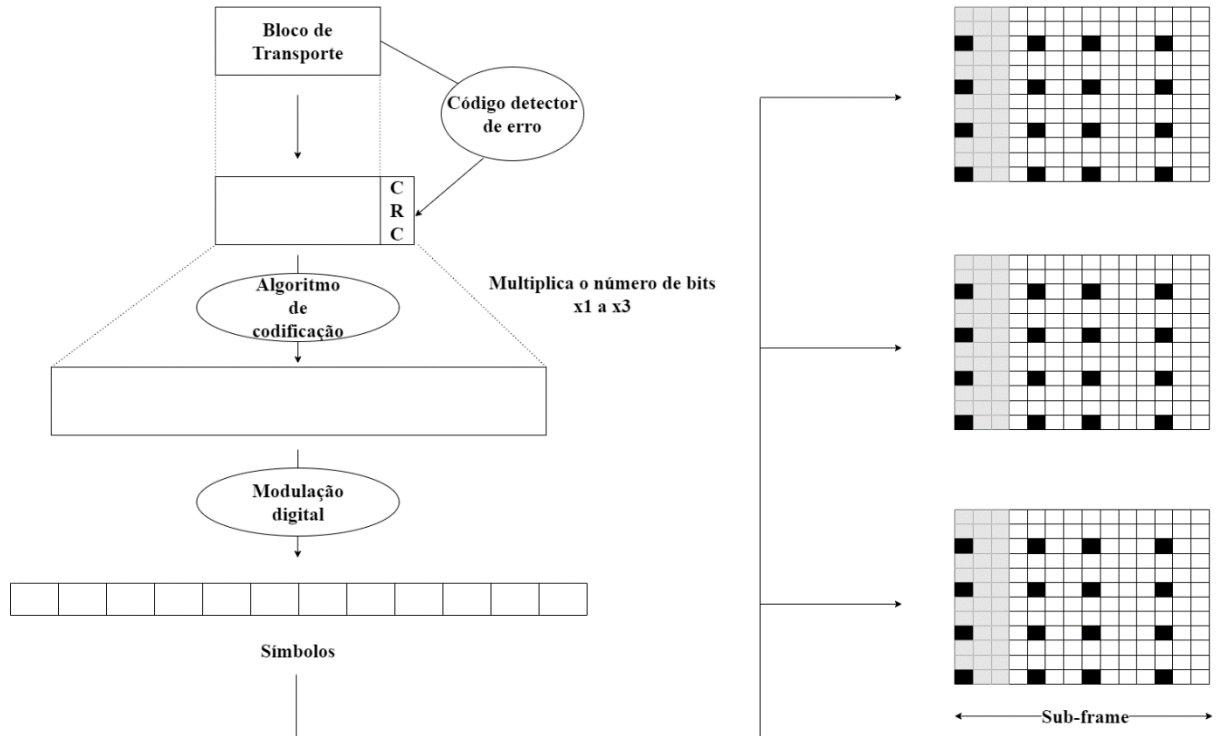 Bloco de
Transporte
Código detector
de erro
C
R
C
Algoritmo
de
codificação
Multiplica o número de bits
x1 a x3
Modulação
digital
Símbolos
Sub-frame